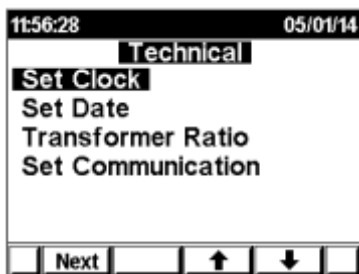 11:56:28 05/01/14
Technical
Set Clock
Set Date
Transformer Ratio
Set Communication
Next ↑ ↓